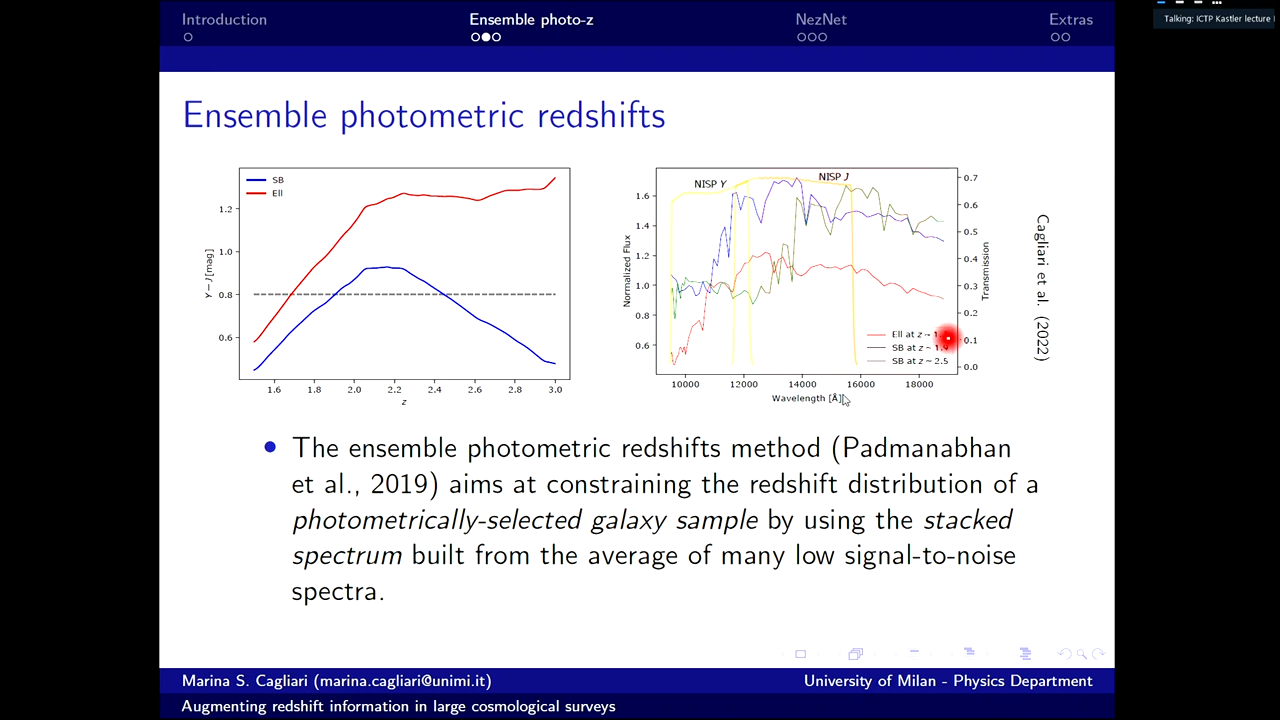 Introduction
Ensemble photo-z
NezNet
Extras
Talking: ICTP Kastler lecture
Ensemble photometric redshifts
SB
Ell
1.2
1.0
0.8
0.6
Y − J [mag]
1.6
1.8
2.0
2.2
2.4
2.6
2.8
3.0
z
NISP Y
NISP J
1.6
1.4
1.2
1.0
0.8
0.6
Normalized Flux
0.7
0.6
0.5
0.4
0.3
0.2
0.1
0.0
Transmission
Ell at z ~
SB at z ~
SB at z ~ 2.5
10000
12000
14000
16000
18000
Wavelength [Å]
Cagliari et al. (2022)
The ensemble photometric redshifts method (Padmanabhan
et al., 2019) aims at constraining the redshift distribution of a
photometrically-selected galaxy sample by using the stacked
spectrum built from the average of many low signal-to-noise
spectra.
Marina S. Cagliari (marina.cagliari@unimi.it)
University of Milan - Physics Department
Augmenting redshift information in large cosmological surveys